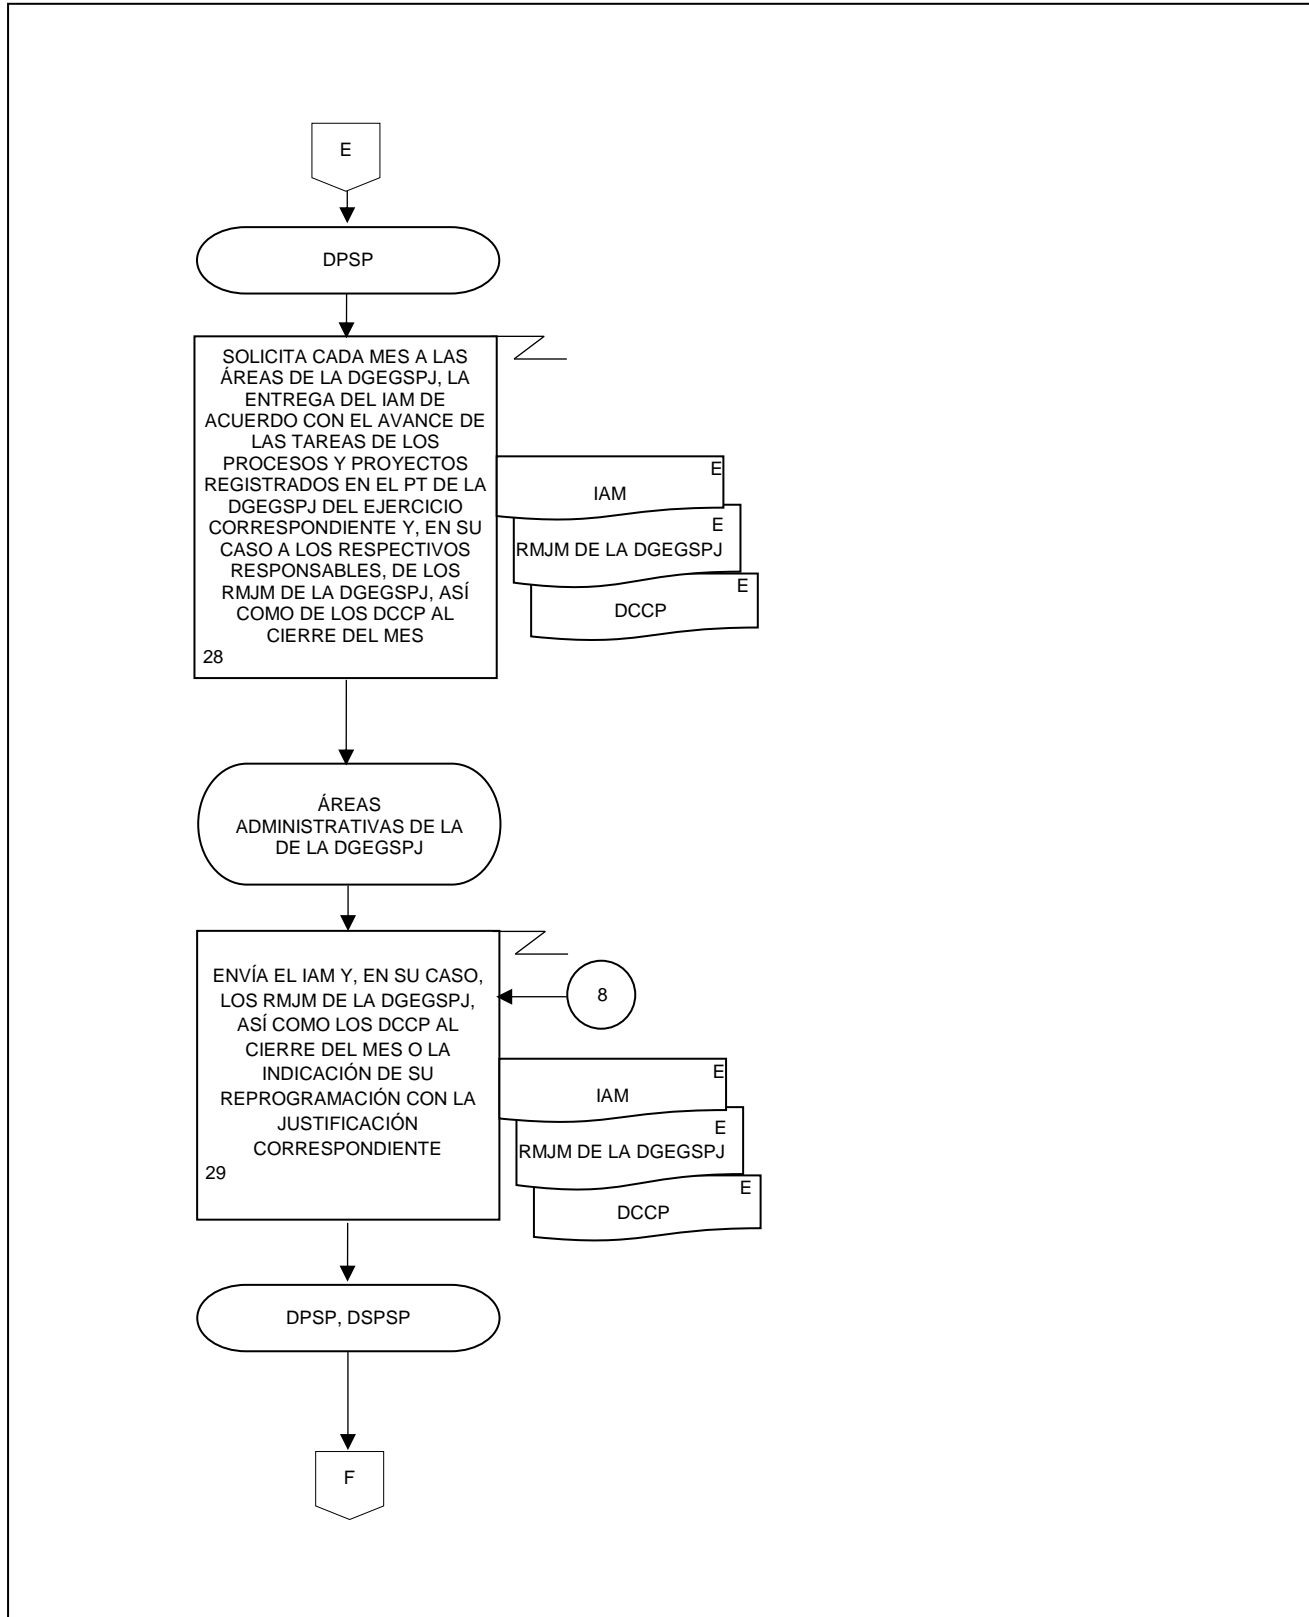 E
DPSP
SOLICITA CADA MES A LAS
ÁREAS DE LA DGEGSPJ, LA
ENTREGA DEL IAM DE
ACUERDO CON EL AVANCE DE
LAS TAREAS DE LOS
PROCESOS Y PROYECTOS
REGISTRADOS EN EL PT DE LA
DGEGSPJ DEL EJERCICIO
CORRESPONDIENTE Y, EN SU
CASO A LOS RESPECTIVOS
RESPONSABLES, DE LOS
RMJM DE LA DGEGSPJ, ASÍ
COMO DE LOS DCCP AL
CIERRE DEL MES
28
E
IAM
E
RMJM DE LA DGEGSPJ
E
DCCP
ÁREAS
ADMINISTRATIVAS DE LA
DE LA DGEGSPJ
ENVÍA EL IAM Y, EN SU CASO,
LOS RMJM DE LA DGEGSPJ,
ASÍ COMO LOS DCCP AL
CIERRE DEL MES O LA
INDICACIÓN DE SU
REPROGRAMACIÓN CON LA
JUSTIFICACIÓN
CORRESPONDIENTE
29
8
E
IAM
E
RMJM DE LA DGEGSPJ
E
DCCP
DPSP, DSPSP
F